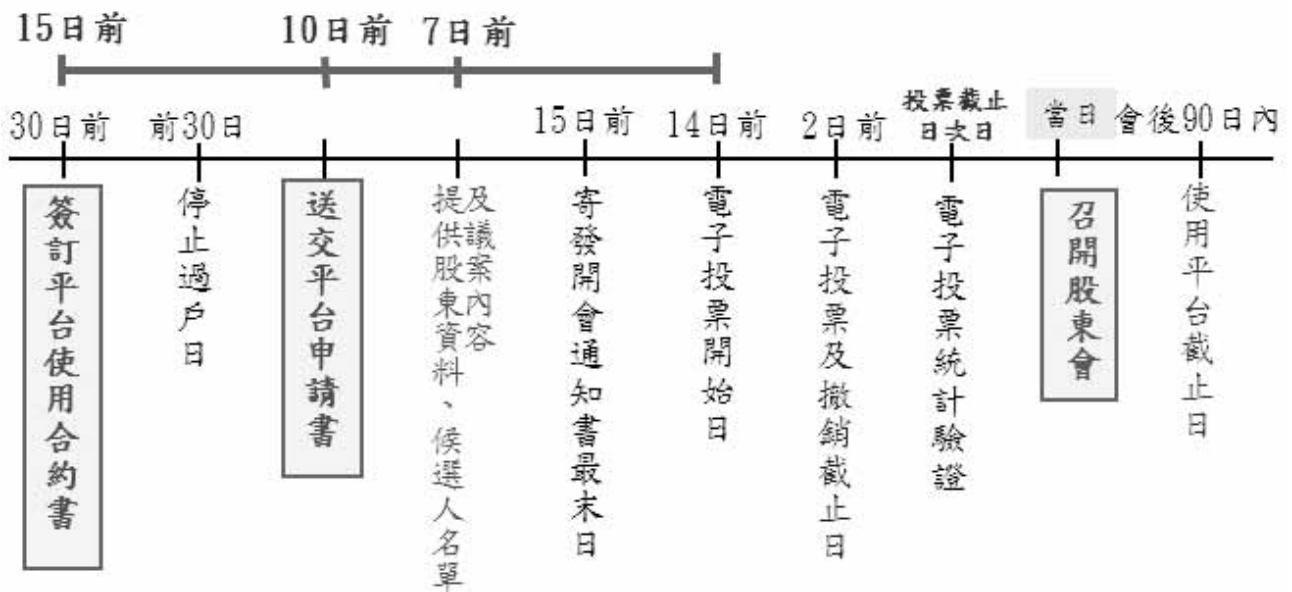 15日前
10日前
7日前
30日前
前30日
15日前
14日前
2日前
投票截止
日次日
當日
會後90日內
簽訂平台使用合約書
停止過戶日
送交平台申請書
提供股東資料、候選人名單
及議案內容
寄發開會通知書最末日
電子投票開始日
電子投票及撤銷截止日
電子投票統計驗證
召開股東會
使用平台截止日